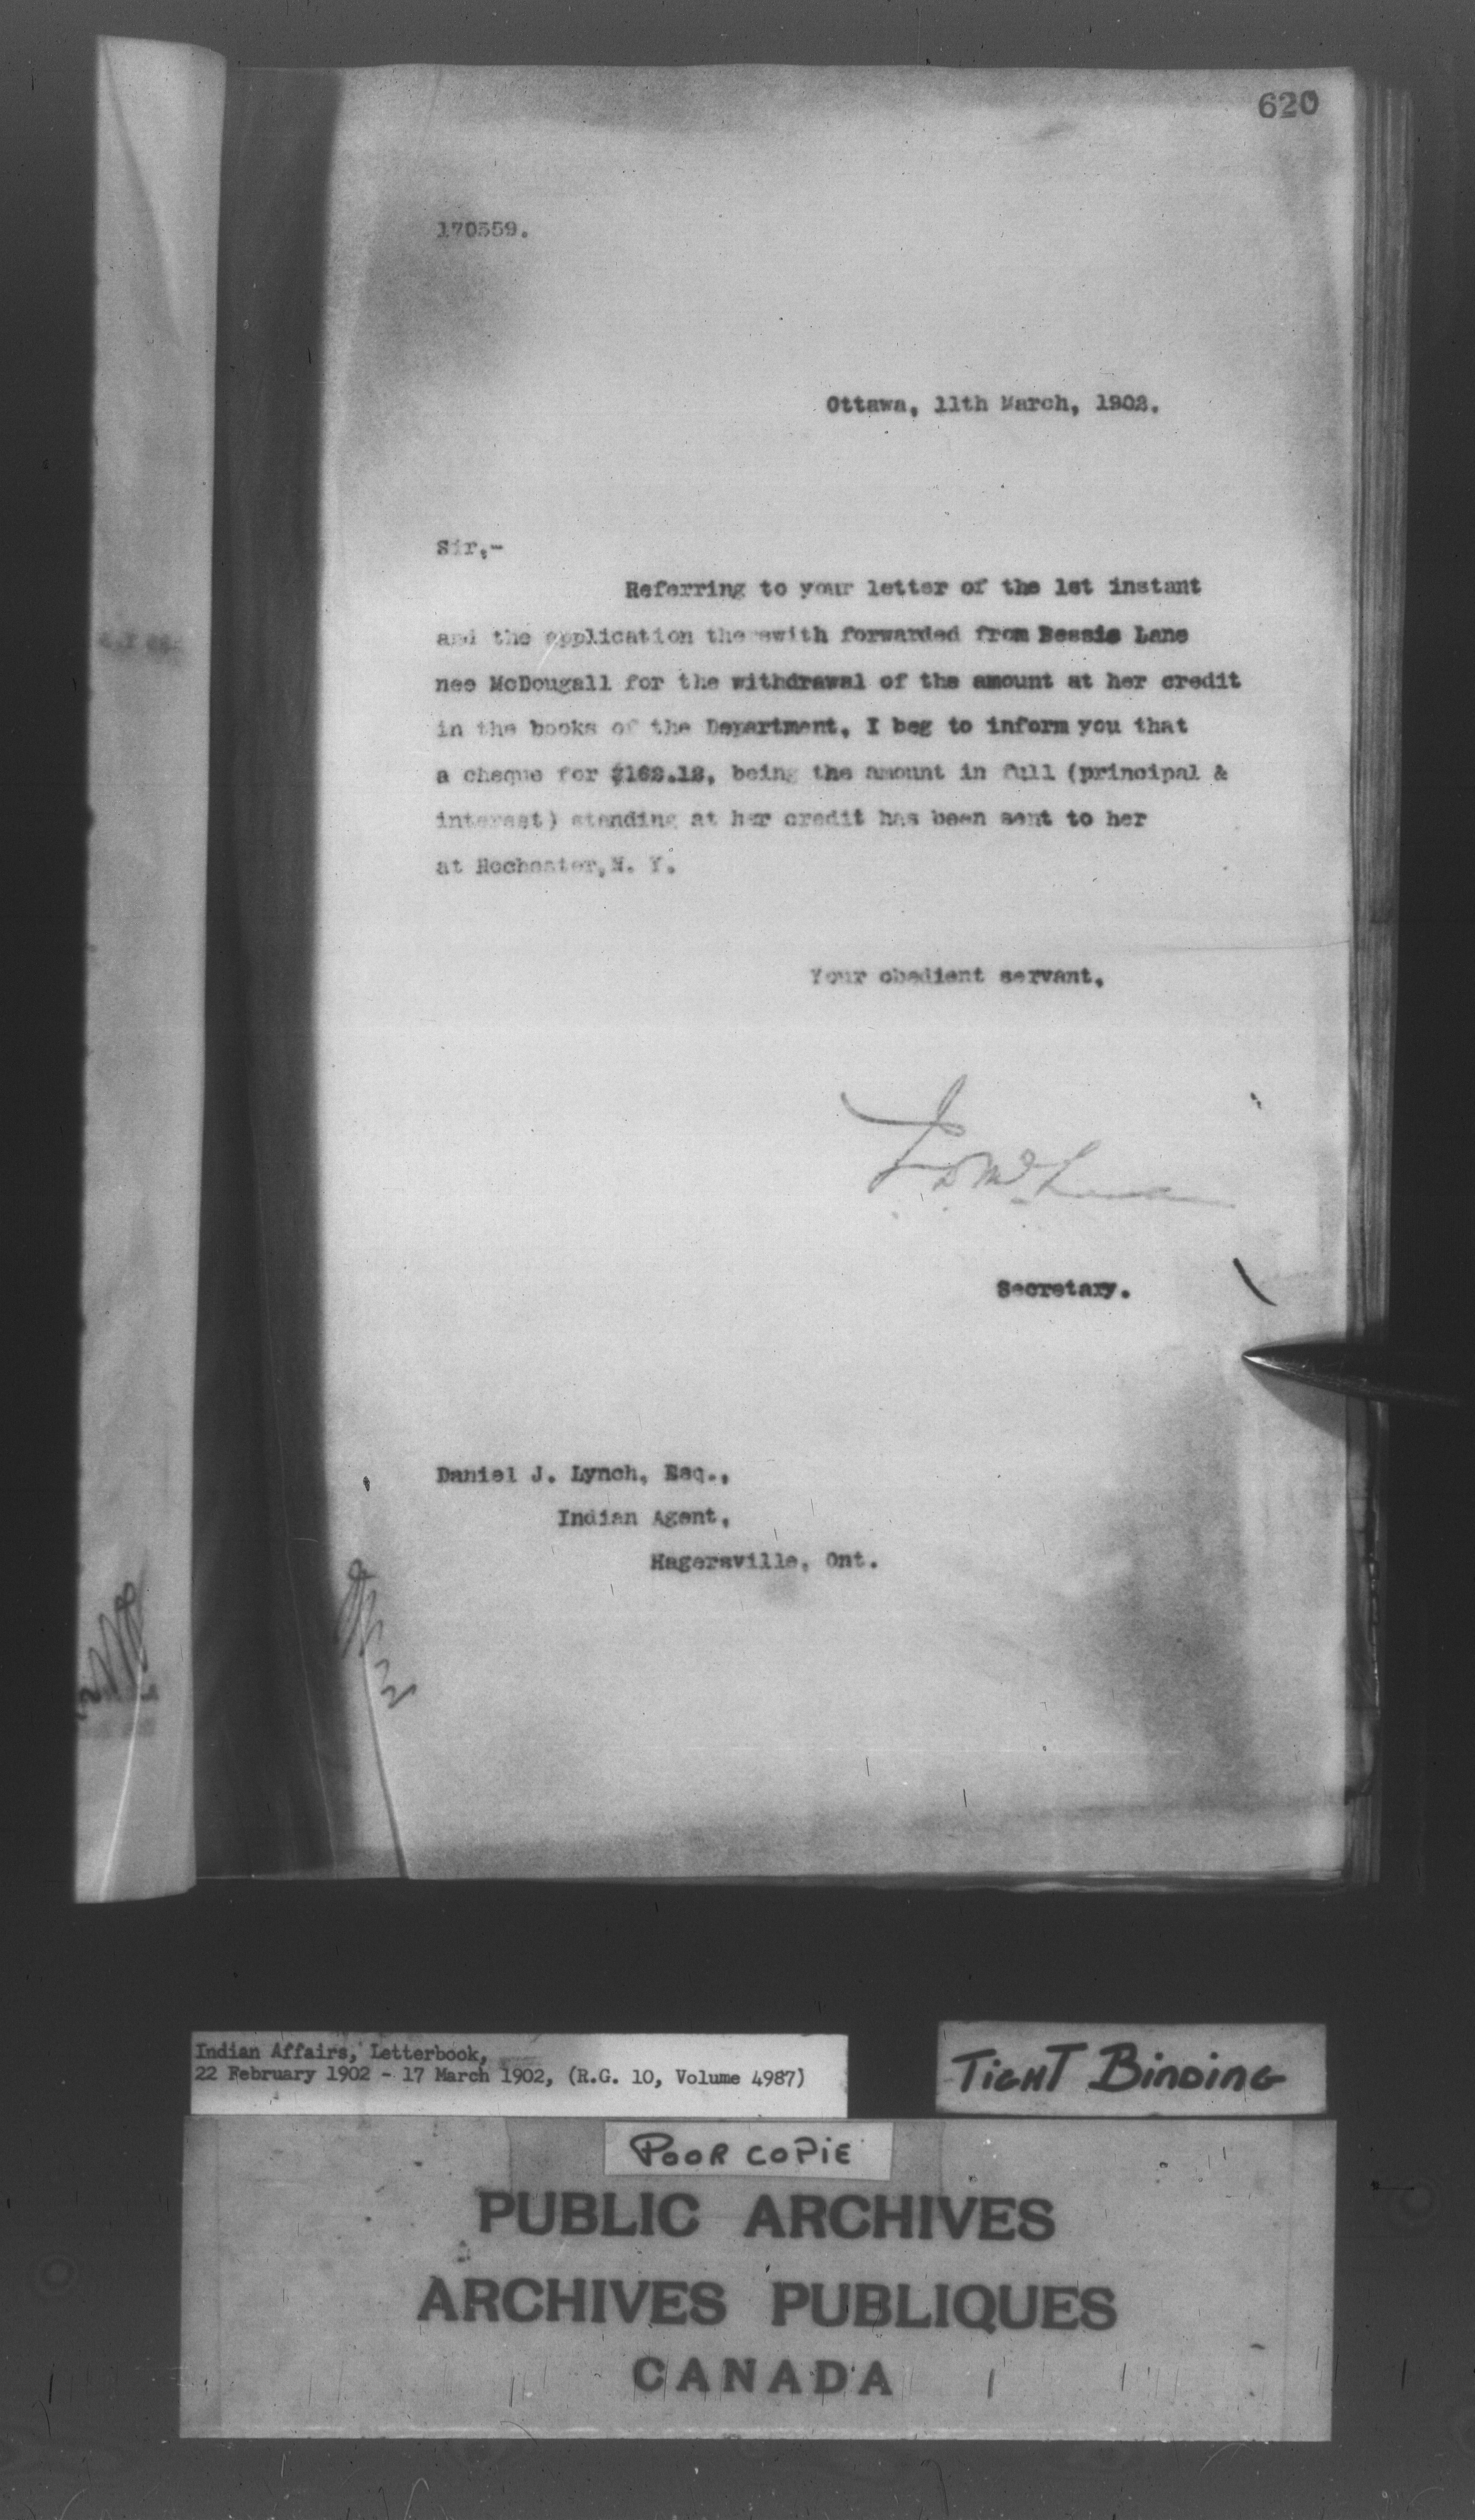 620
170559.
Ottawa, 11th March, 1902.
Sir,-
Referring to your letter of the 1st instant
and the application therewith forwarded from Bessie Lane
nee McDougall for the withdrawal of the amount at her credit
in the books of the Department, I beg to inform you that
a cheque for $162.12, being the amount in full (principal &
interest) standing at her credit has been sent to her
at Rochester, N. Y.
Your obedient servant,
Secretary.
Daniel J. Lynch, Esq.,
Indian Agent,
Hagersville, Ont.
Indian Affairs, Letterbook,
22 February 1902 - 17 March 1902, (R.G. 10, Volume 4987)
TIGHT BINDING
POOR COPIE
PUBLIC ARCHIVES
ARCHIVES PUBLIQUES
CANADA